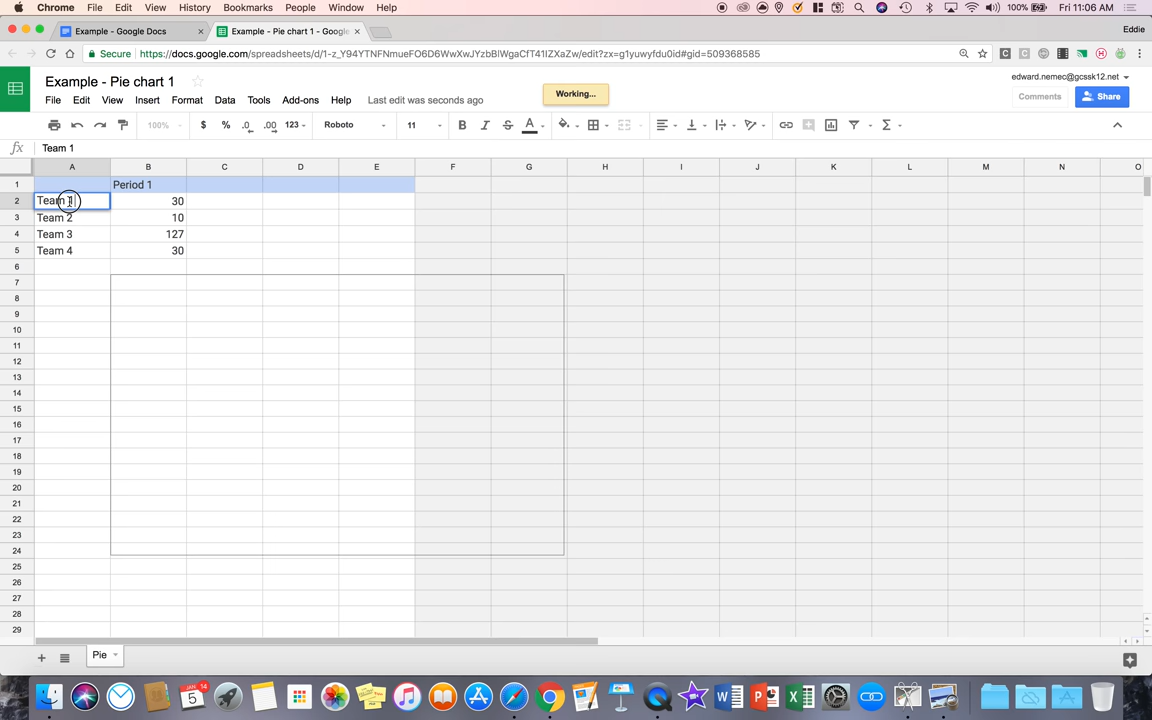 Chrome File Edit View History Bookmarks People Window Help 100% Fri 11:06 AM
Example - Google Docs Example - Pie chart 1 - Google Eddie
Secure https://docs.google.com/spreadsheets/d/1-z_Y94YTNFNmueFO6D6WwXwJYzbBlWgaCfT41IZXaZw/edit?zx=g1yuwyfdu0id#gid=509368585
Example - Pie chart 1
edward.nemec@gcssk12.net
File Edit View Insert Format Data Tools Add-ons Help Last edit was seconds ago
Working...
Comments Share
100% $ % .0 .00 123 Roboto 11 B I S A Σ
fx Team 1
A B C D E F G H I J K L M N O
1 Period 1
2 Team 1 30
3 Team 2 10
4 Team 3 127
5 Team 4 30
6
7
8
9
10
11
12
13
14
15
16
17
18
19
20
21
22
23
24
25
26
27
28
29
+ Pie
5 14